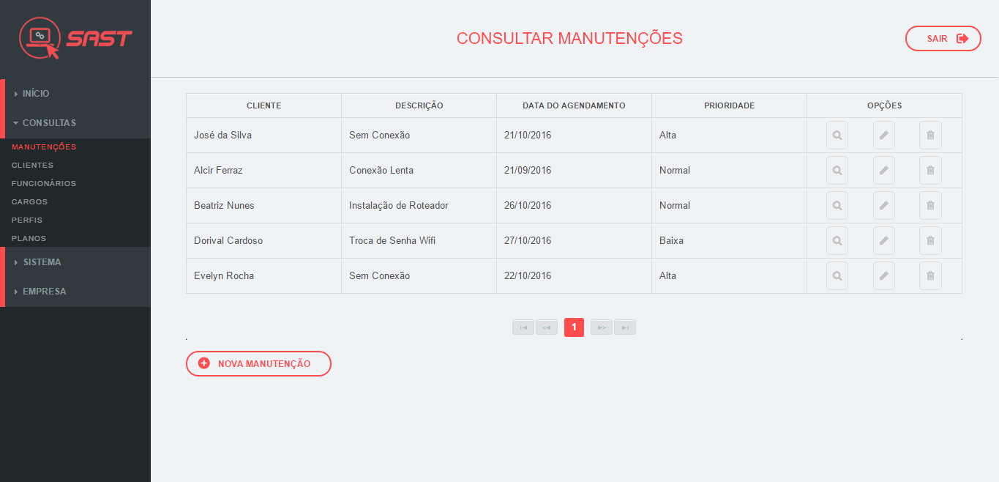 SAST
CONSULTAR MANUTENÇÕES
SAIR
INÍCIO
CONSULTAS
MANUTENÇÕES
CLIENTES
FUNCIONÁRIOS
CARGOS
PERFIS
PLANOS
SISTEMA
EMPRESA
CLIENTE DESCRIÇÃO DATA DO AGENDAMENTO PRIORIDADE OPÇÕES
José da Silva Sem Conexão 21/10/2016 Alta
Alcir Ferraz Conexão Lenta 21/09/2016 Normal
Beatriz Nunes Instalação de Roteador 26/10/2016 Normal
Dorival Cardoso Troca de Senha Wifi 27/10/2016 Baixa
Evelyn Rocha Sem Conexão 22/10/2016 Alta
1
NOVA MANUTENÇÃO